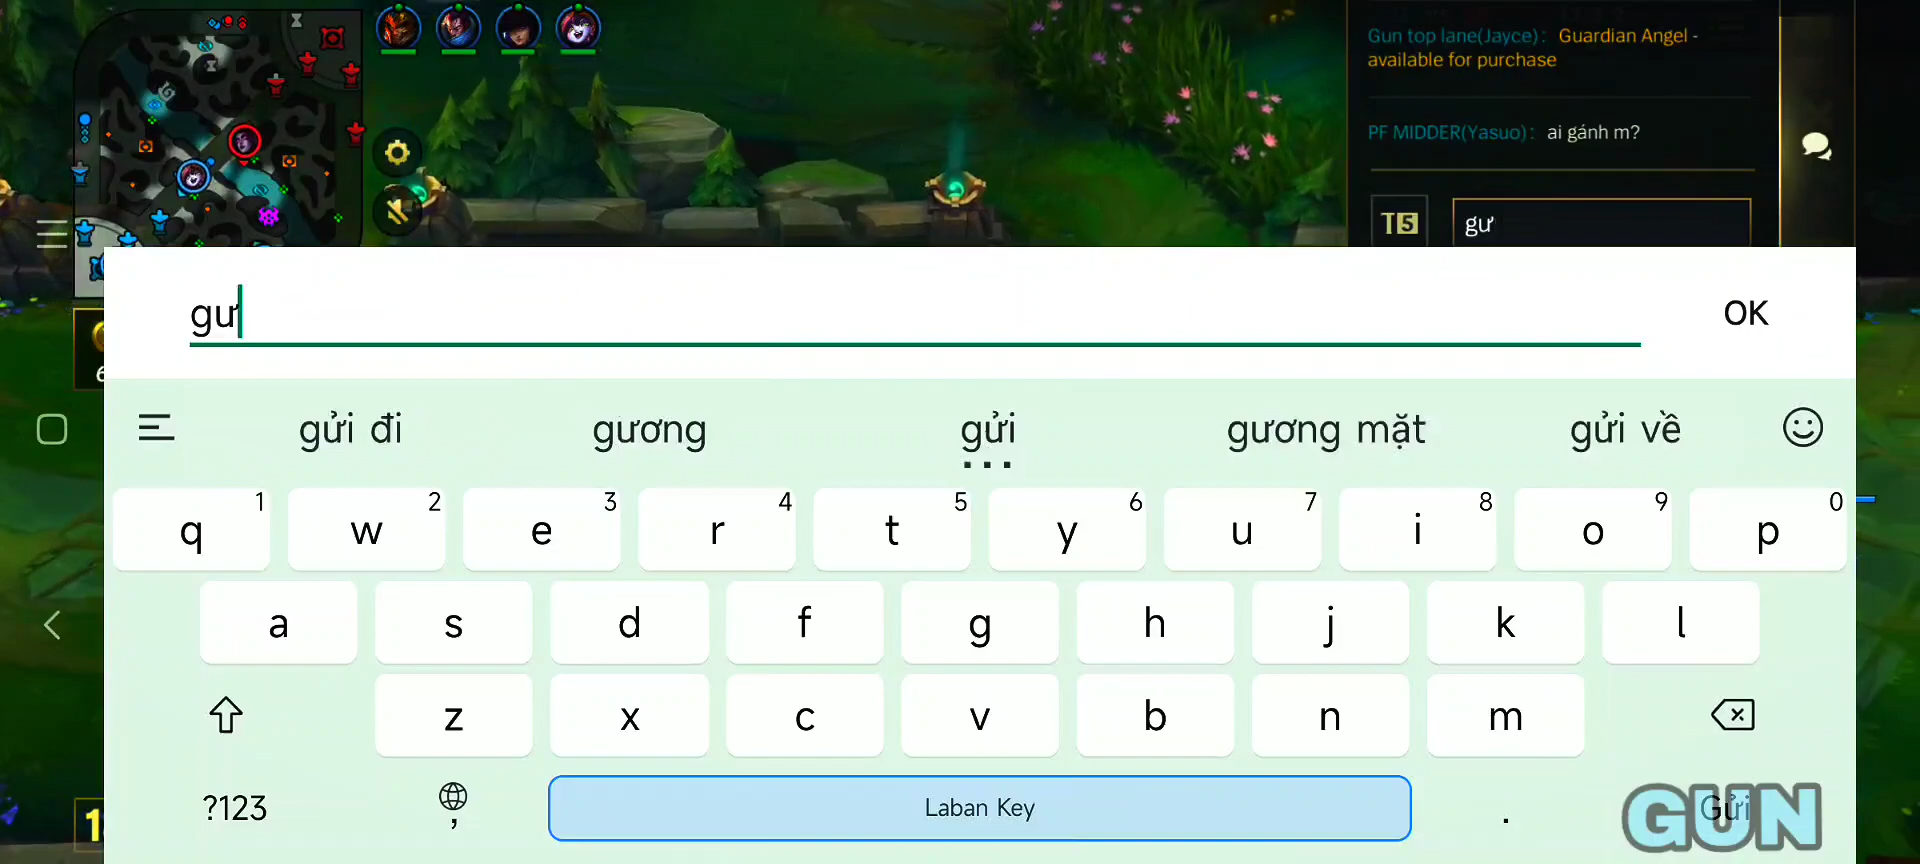 Gun top lane(Jayce): Guardian Angel -
available for purchase
PF MIDDER(Yasuo): ai gánh m?
T5 gư
gư OK
gửi đi gương gửi gương mặt gửi về
q 1 w 2 e 3 r 4 t 5 y 6 u 7 i 8 o 9 p 0
a s d f g h j k l
z x c v b n m
?123 , Laban Key . Gửi
GUN